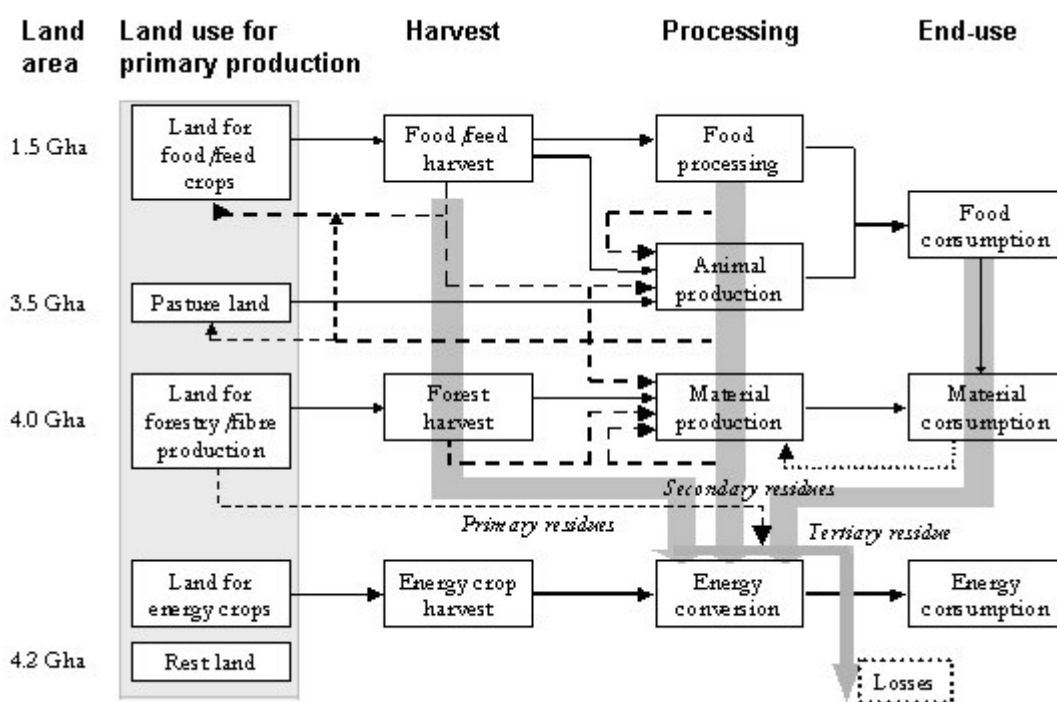 Land
area
Land use for
primary production
Harvest
Processing
End-use
1.5 Gha
Land for
food/feed
crops
Food/feed
harvest
Food
processing
Food
consumption
Animal
production
3.5 Gha
Pasture land
4.0 Gha
Land for
forestry/fibre
production
Forest
harvest
Material
production
Material
consumption
Secondary residues
Primary residues
Tertiary residue
Land for
energy crops
Energy crop
harvest
Energy
conversion
Energy
consumption
4.2 Gha
Rest land
Losses